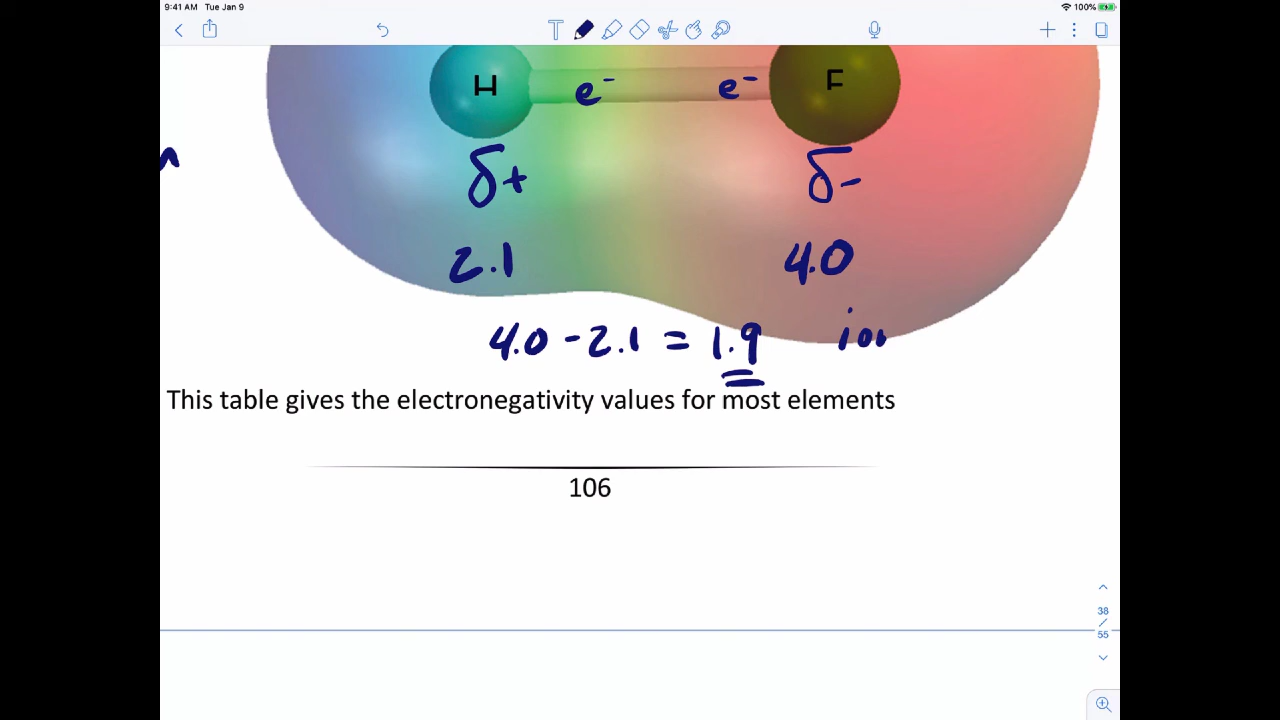 9:41 AM Tue Jan 9
100%
T
H e⁻ e⁻ F
δ+ δ-
2.1 4.0
4.0 - 2.1 = 1.9
This table gives the electronegativity values for most elements
106
38
/
55